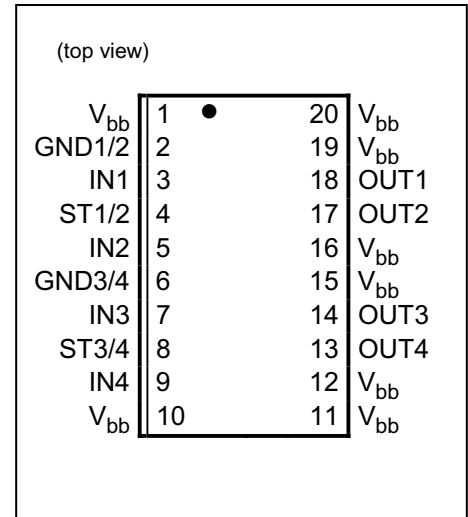 (top view)
Vbb 1 20 Vbb
GND1/2 2 19 Vbb
IN1 3 18 OUT1
ST1/2 4 17 OUT2
IN2 5 16 Vbb
GND3/4 6 15 Vbb
IN3 7 14 OUT3
ST3/4 8 13 OUT4
IN4 9 12 Vbb
Vbb 10 11 Vbb